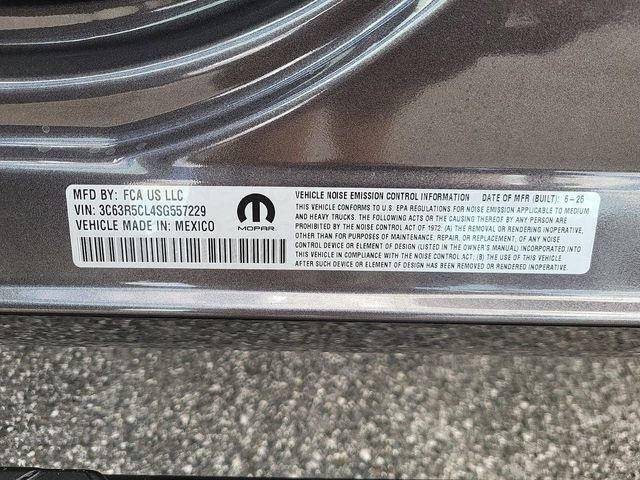 MFD BY: FCA US LLC
VIN: 3C63R5CL4SG557229
VEHICLE MADE IN: MEXICO
MOPAR
VEHICLE NOISE EMISSION CONTROL INFORMATION DATE OF MFR (BUILT): 6-25
THIS VEHICLE CONFORMS TO U.S. EPA REGULATIONS FOR NOISE EMISSION APPLICABLE TO MEDIUM
AND HEAVY TRUCKS. THE FOLLOWING ACTS OR THE CAUSING THEREOF BY ANY PERSON ARE
PROHIBITED BY THE NOISE CONTROL ACT OF 1972: (A) THE REMOVAL OR RENDERING INOPERATIVE,
OTHER THAN FOR PURPOSES OF MAINTENANCE, REPAIR, OR REPLACEMENT, OF ANY NOISE
CONTROL DEVICE OR ELEMENT OF DESIGN (LISTED IN THE OWNER'S MANUAL) INCORPORATED INTO
THIS VEHICLE IN COMPLIANCE WITH THE NOISE CONTROL ACT; (B) THE USE OF THIS VEHICLE
AFTER SUCH DEVICE OR ELEMENT OF DESIGN HAS BEEN REMOVED OR RENDERED INOPERATIVE.